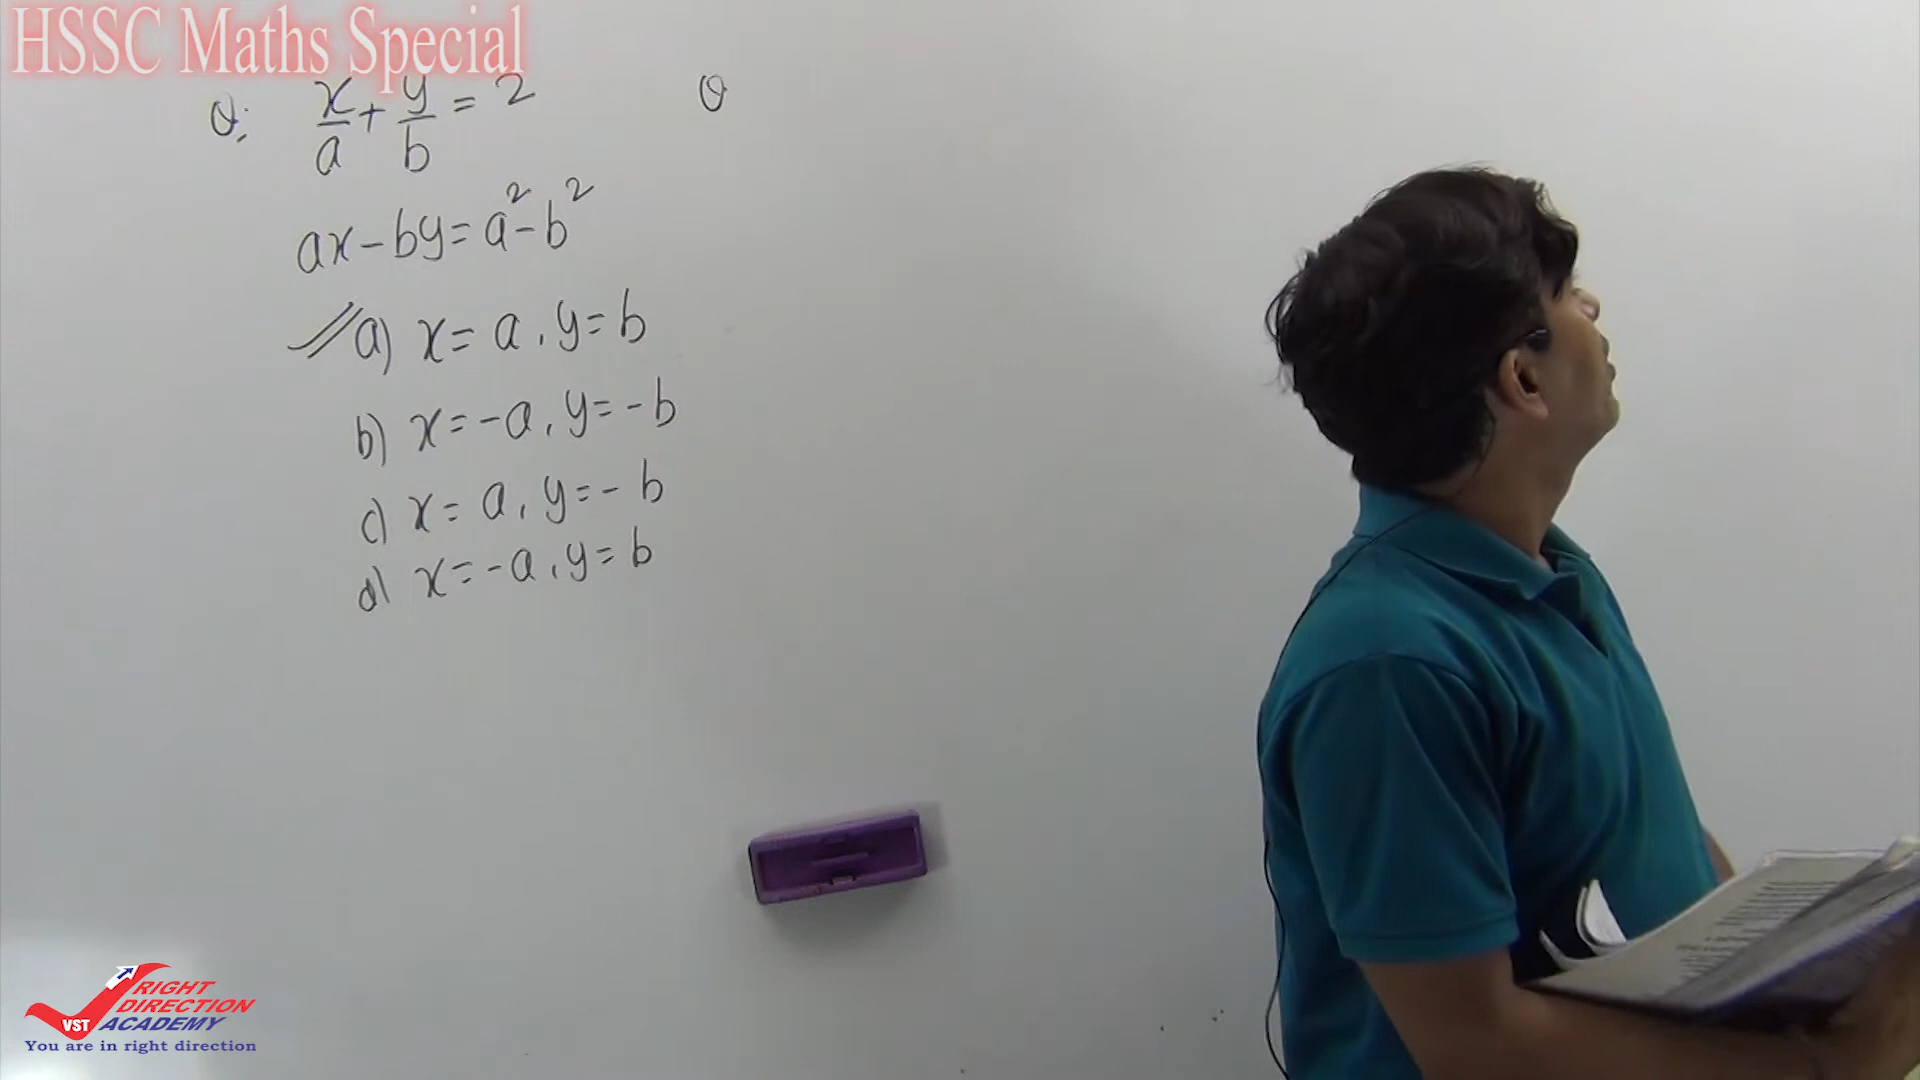 HSSC Maths Special
Q: x/a + y/b = 2
Q
ax - by = a² - b²
a) x = a, y = b
b) x = -a, y = -b
c) x = a, y = - b
d) x = -a, y = b
RIGHT
DIRECTION
VST ACADEMY
You are in right direction